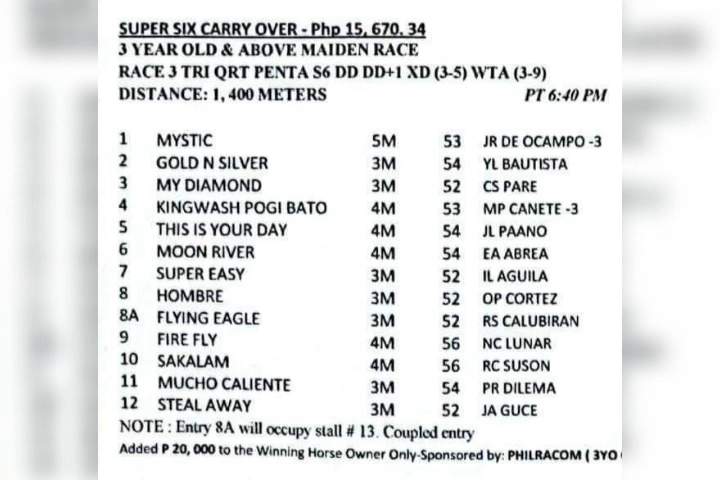 SUPER SIX CARRY OVER - Php 15, 670. 34
3 YEAR OLD & ABOVE MAIDEN RACE
RACE 3 TRI QRT PENTA S6 DD DD+1 XD (3-5) WTA (3-9)
DISTANCE: 1, 400 METERS PT 6:40 PM
1 MYSTIC 5M 53 JR DE OCAMPO -3
2 GOLD N SILVER 3M 54 YL BAUTISTA
3 MY DIAMOND 3M 52 CS PARE
4 KINGWASH POGI BATO 4M 53 MP CANETE -3
5 THIS IS YOUR DAY 4M 54 JL PAANO
6 MOON RIVER 4M 54 EA ABREA
7 SUPER EASY 3M 52 IL AGUILA
8 HOMBRE 3M 52 OP CORTEZ
8A FLYING EAGLE 3M 52 RS CALUBIRAN
9 FIRE FLY 4M 56 NC LUNAR
10 SAKALAM 4M 56 RC SUSON
11 MUCHO CALIENTE 3M 54 PR DILEMA
12 STEAL AWAY 3M 52 JA GUCE
NOTE : Entry 8A will occupy stall # 13. Coupled entry
Added P 20, 000 to the Winning Horse Owner Only-Sponsored by: PHILRACOM ( 3YO